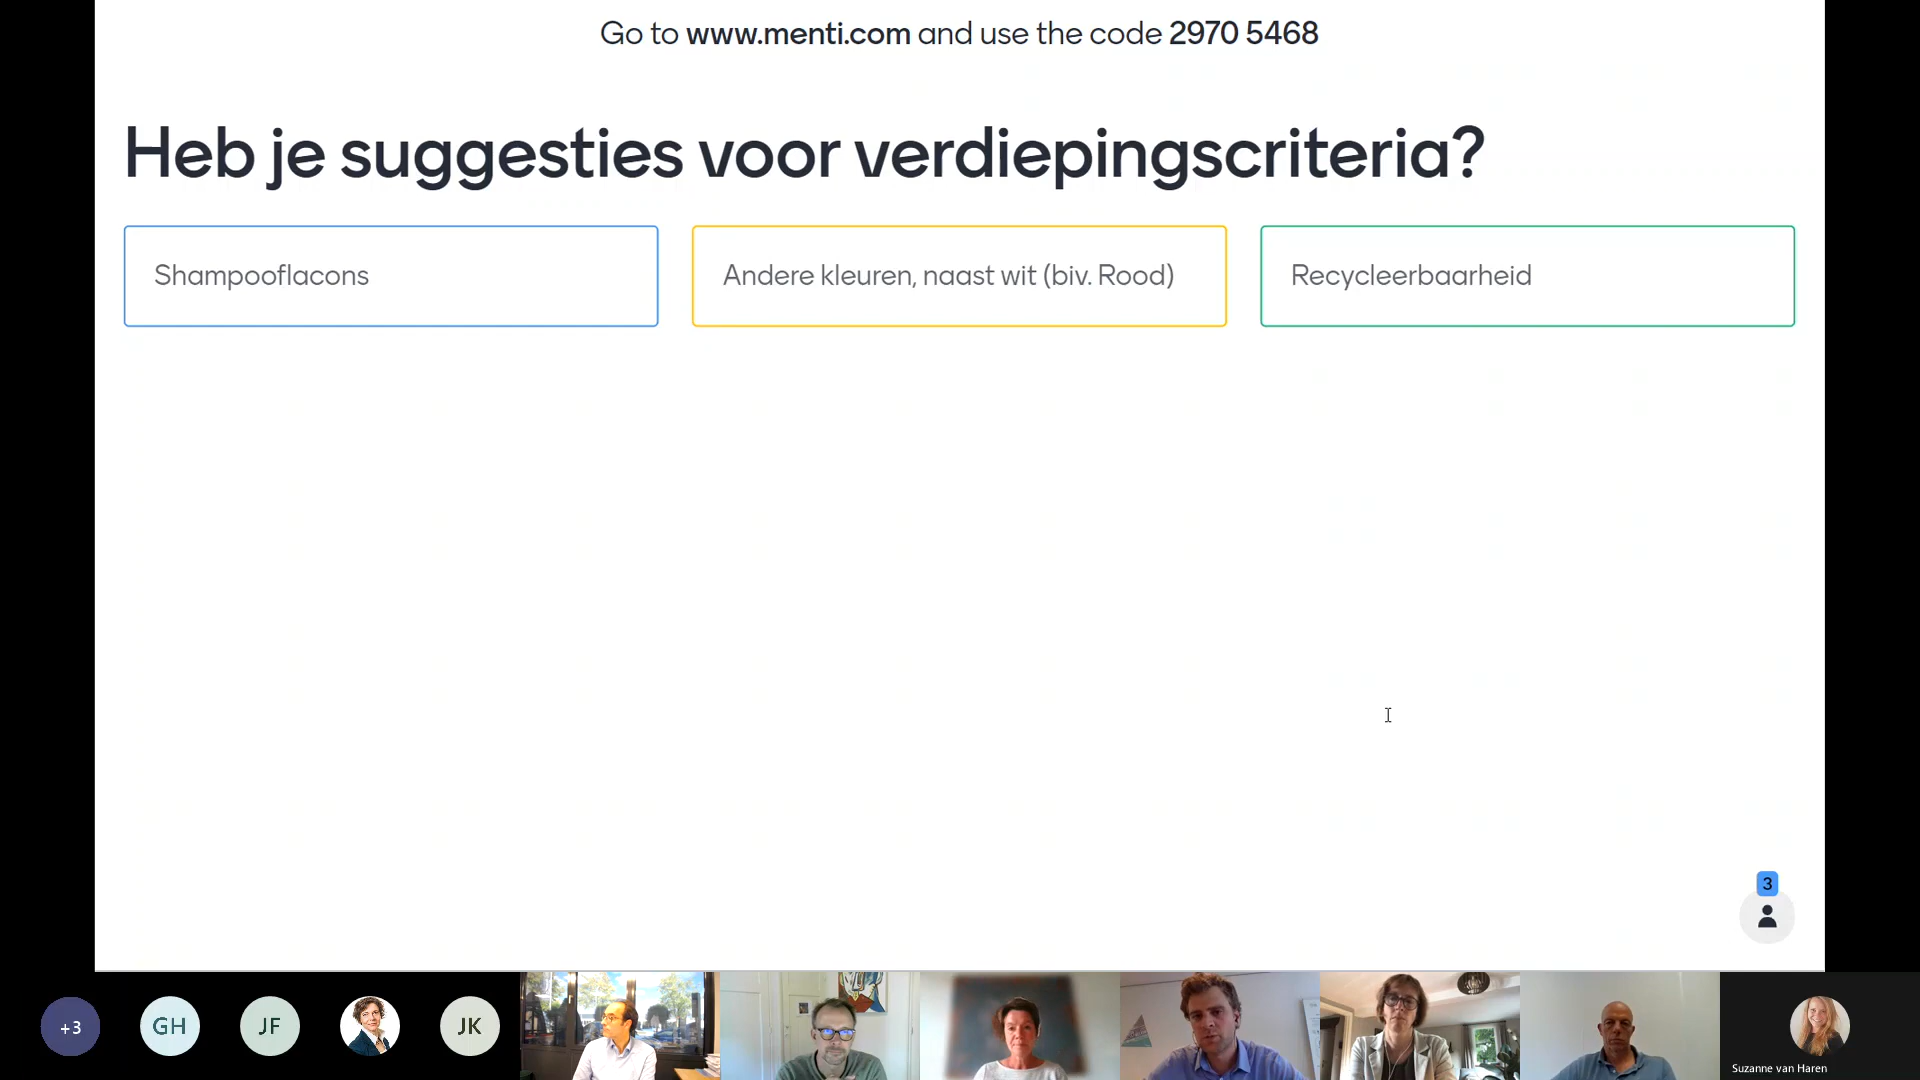 Go to www.menti.com and use the code 2970 5468
Heb je suggesties voor verdiepingscriteria?
Shampooflacons
Andere kleuren, naast wit (biv. Rood)
Recycleerbaarheid
3
+3
GH
JF
JK
Suzanne van Haren